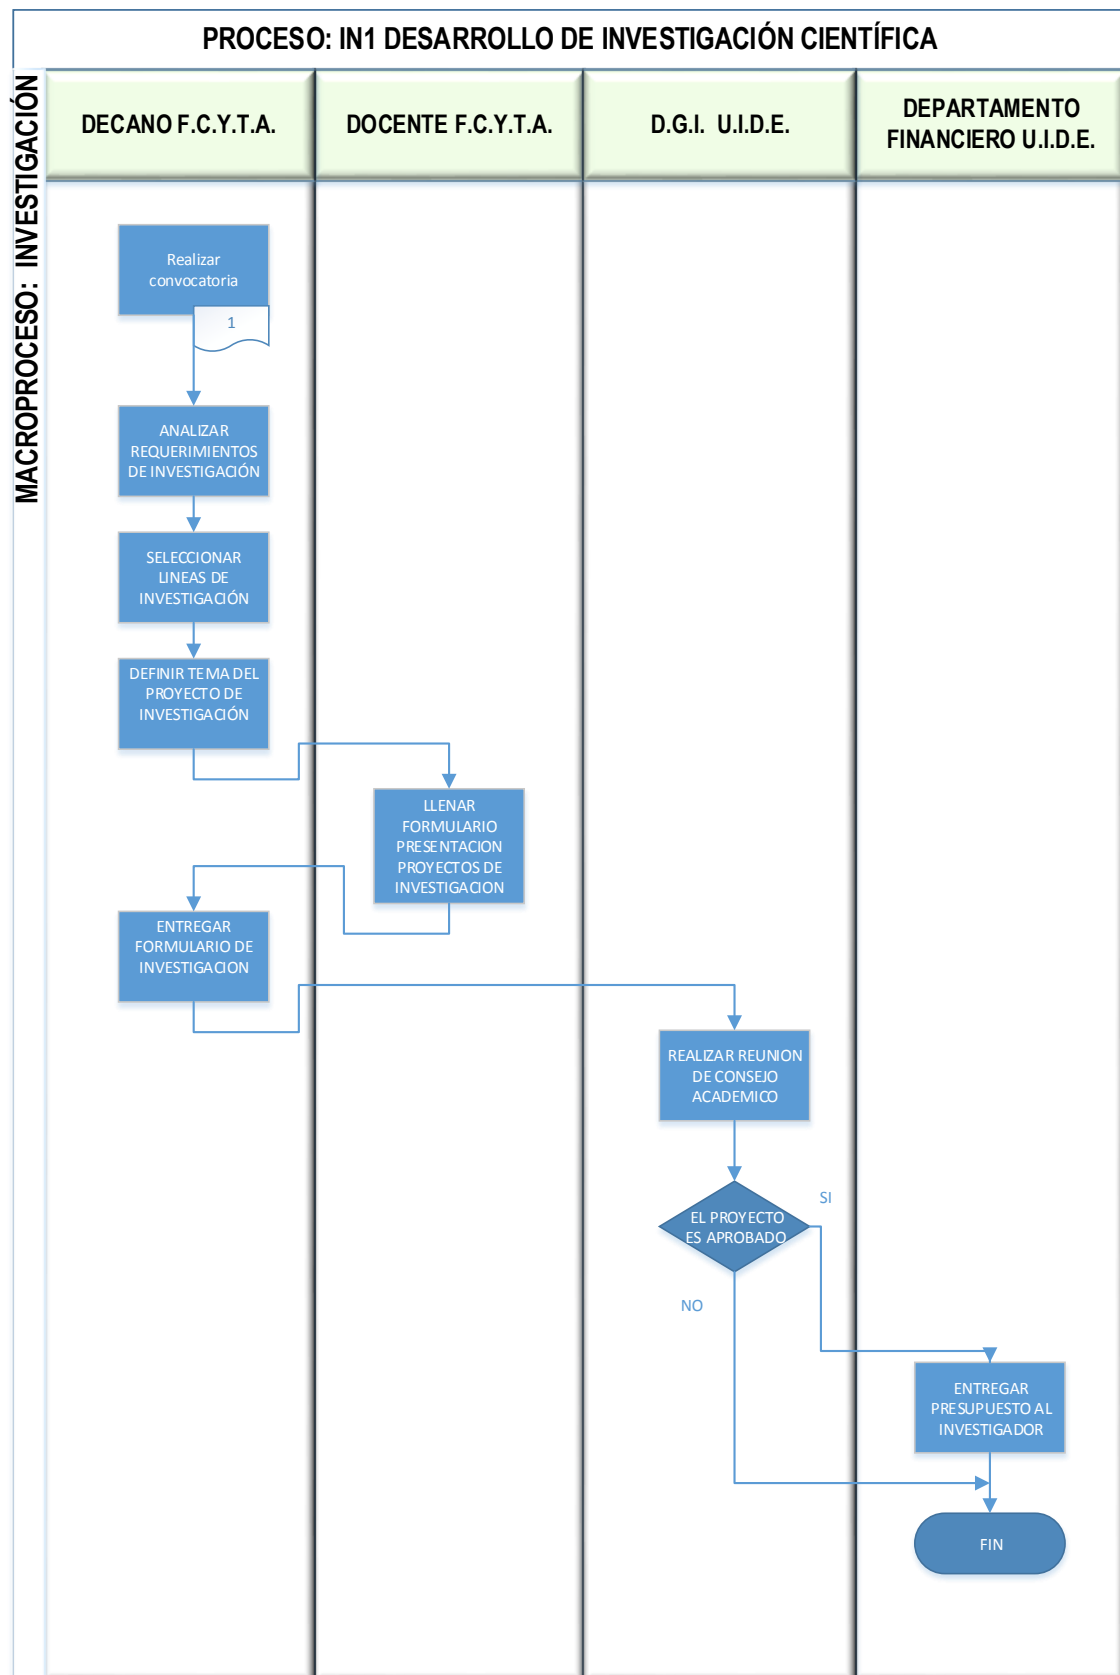 PROCESO: IN1 DESARROLLO DE INVESTIGACIÓN CIENTÍFICA
MACROPROCESO: INVESTIGACIÓN
DECANO F.C.Y.T.A.
DOCENTE F.C.Y.T.A.
D.G.I. U.I.D.E.
DEPARTAMENTO
FINANCIERO U.I.D.E.
Realizar
convocatoria
1
ANALIZAR
REQUERIMIENTOS
DE INVESTIGACIÓN
SELECCIONAR
LINEAS DE
INVESTIGACIÓN
DEFINIR TEMA DEL
PROYECTO DE
INVESTIGACIÓN
LLENAR
FORMULARIO
PRESENTACION
PROYECTOS DE
INVESTIGACION
ENTREGAR
FORMULARIO DE
INVESTIGACION
REALIZAR REUNION
DE CONSEJO
ACADEMICO
EL PROYECTO
ES APROBADO
SI
NO
ENTREGAR
PRESUPUESTO AL
INVESTIGADOR
FIN